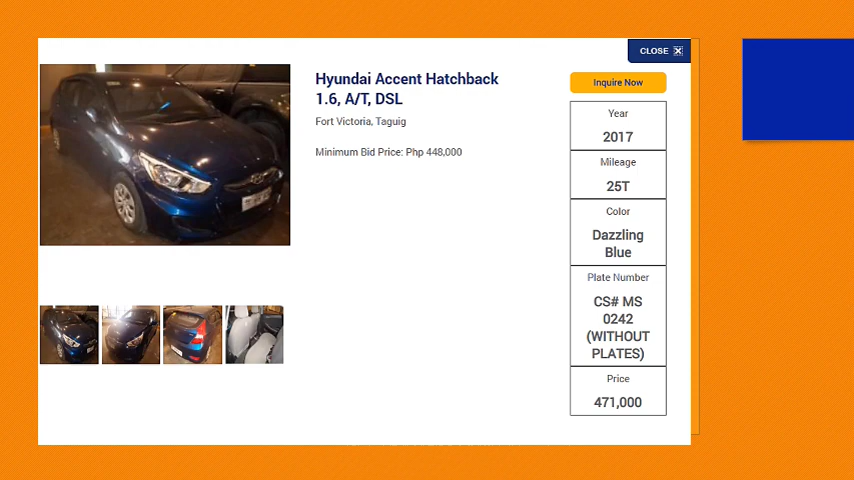 CLOSE X
Hyundai Accent Hatchback
1.6, A/T, DSL
Fort Victoria, Taguig
Minimum Bid Price: Php 448,000
Inquire Now
Year
2017
Mileage
25T
Color
Dazzling
Blue
Plate Number
CS# MS
0242
(WITHOUT
PLATES)
Price
471,000